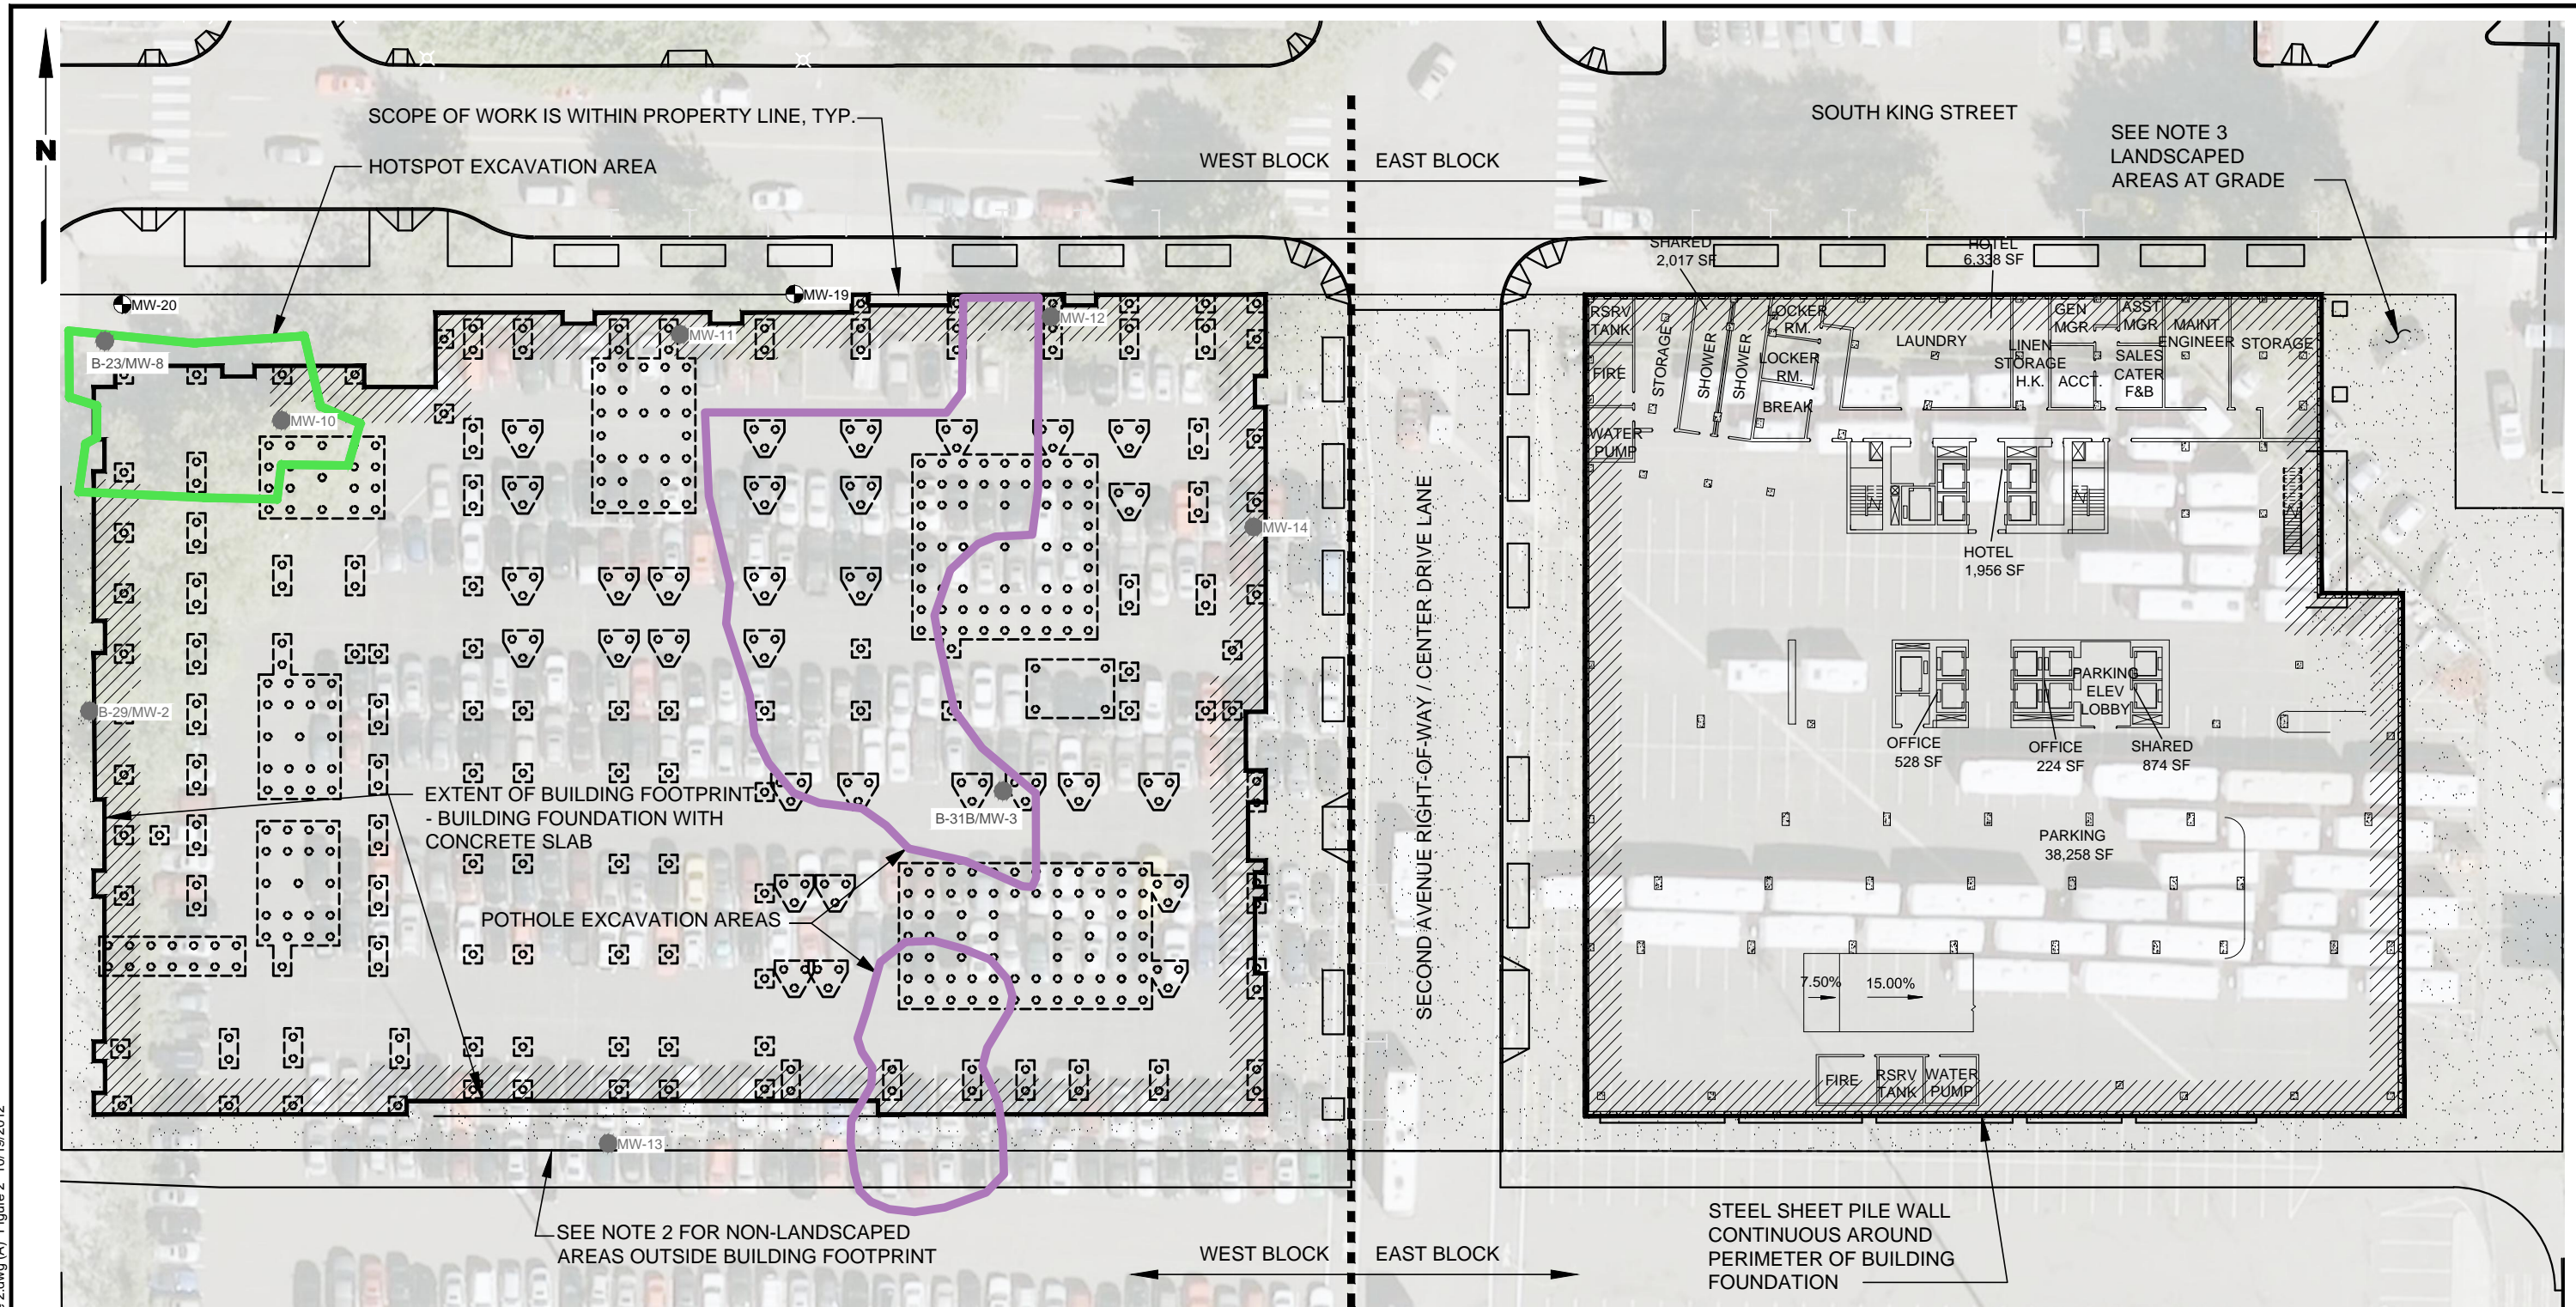 SOUTH KING STREET
SCOPE OF WORK IS WITHIN PROPERTY LINE, TYP.
HOTSPOT EXCAVATION AREA
N
WEST BLOCK
EAST BLOCK
SEE NOTE 3
LANDSCAPED
AREAS AT GRADE
MW-20
MW-19
MW-11
MW-12
B-23/MW-8
MW-10
MW-14
B-29/MW-2
B-31B/MW-3
MW-13
EXTENT OF BUILDING FOOTPRINT
- BUILDING FOUNDATION WITH
CONCRETE SLAB
POTHOLE EXCAVATION AREAS
SEE NOTE 2 FOR NON-LANDSCAPED
AREAS OUTSIDE BUILDING FOOTPRINT
SECOND AVENUE RIGHT-OF-WAY / CENTER DRIVE LANE
WEST BLOCK
EAST BLOCK
SHARED
2,017 SF
HOTEL
6,338 SF
RSRV
TANK
FIRE
WATER
PUMP
STORAGE
SHOWER
SHOWER
LOCKER
RM.
LOCKER
RM.
BREAK
LAUNDRY
LINEN
STORAGE
H.K.
GEN
MGR
ACCT.
ASST
MGR
SALES
CATER
F&B
MAINT.
ENGINEER
STORAGE
HOTEL
1,956 SF
PARKING
ELEV
LOBBY
OFFICE
528 SF
OFFICE
224 SF
SHARED
874 SF
PARKING
38,258 SF
7.50%
15.00%
FIRE
RSRV
TANK
WATER
PUMP
STEEL SHEET PILE WALL
CONTINUOUS AROUND
PERIMETER OF BUILDING
FOUNDATION